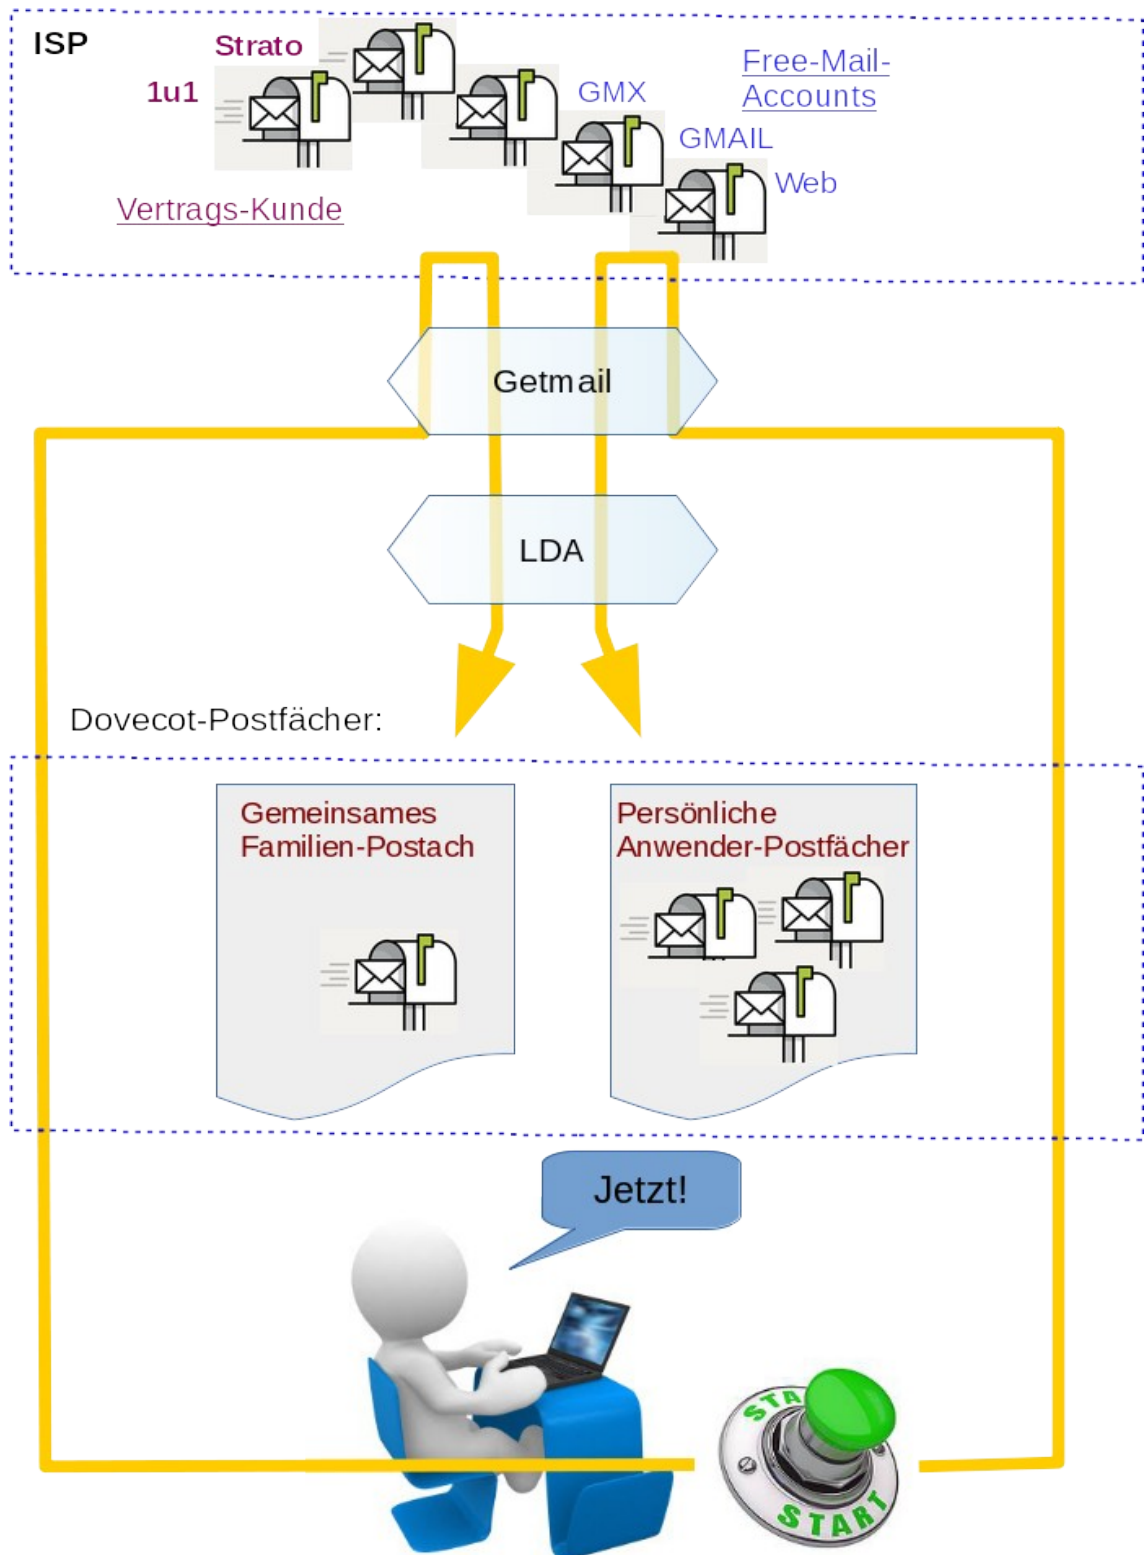 ISP
Strato
1u1
GMX
Free-Mail-
Accounts
GMAIL
Web
Vertrags-Kunde
Getmail
LDA
Dovecot-Postfächer:
Gemeinsames
Familien-Postach
Persönliche
Anwender-Postfächer
Jetzt!
START